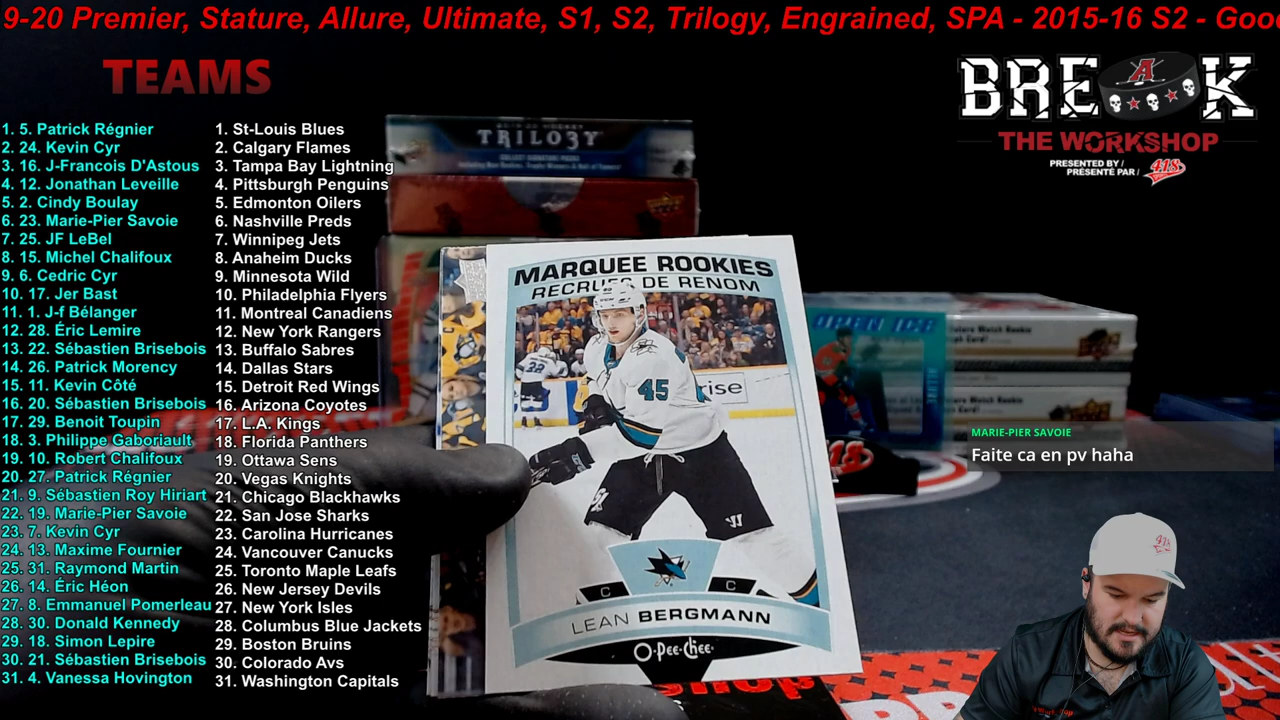 9-20 Premier, Stature, Allure, Ultimate, S1, S2, Trilogy, Engrained, SPA - 2015-16 S2 - Goo
TEAMS
BREAK
THE WORKSHOP
PRESENTED BY /
PRÉSENTÉ PAR /
418
1. 5. Patrick Régnier
2. 24. Kevin Cyr
3. 16. J-Francois D'Astous
4. 12. Jonathan Leveille
5. 2. Cindy Boulay
6. 23. Marie-Pier Savoie
7. 25. JF LeBel
8. 15. Michel Chalifoux
9. 6. Cedric Cyr
10. 17. Jer Bast
11. 1. J-f Bélanger
12. 28. Éric Lemire
13. 22. Sébastien Brisebois
14. 26. Patrick Morency
15. 11. Kevin Côté
16. 20. Sébastien Brisebois
17. 29. Benoit Toupin
18. 3. Philippe Gaboriault
19. 10. Robert Chalifoux
20. 27. Patrick Régnier
21. 9. Sébastien Roy Hiriart
22. 19. Marie-Pier Savoie
23. 7. Kevin Cyr
24. 13. Maxime Fournier
25. 31. Raymond Martin
26. 14. Éric Héon
27. 8. Emmanuel Pomerleau
28. 30. Donald Kennedy
29. 18. Simon Lepire
30. 21. Sébastien Brisebois
31. 4. Vanessa Hovington
1. St-Louis Blues
2. Calgary Flames
3. Tampa Bay Lightning
4. Pittsburgh Penguins
5. Edmonton Oilers
6. Nashville Preds
7. Winnipeg Jets
8. Anaheim Ducks
9. Minnesota Wild
10. Philadelphia Flyers
11. Montreal Canadiens
12. New York Rangers
13. Buffalo Sabres
14. Dallas Stars
15. Detroit Red Wings
16. Arizona Coyotes
17. L.A. Kings
18. Florida Panthers
19. Ottawa Sens
20. Vegas Knights
21. Chicago Blackhawks
22. San Jose Sharks
23. Carolina Hurricanes
24. Vancouver Canucks
25. Toronto Maple Leafs
26. New Jersey Devils
27. New York Isles
28. Columbus Blue Jackets
29. Boston Bruins
30. Colorado Avs
31. Washington Capitals
TRILOGY
MARQUEE ROOKIES
RECRUES DE RENOM
45
rise
C
C
LEAN BERGMANN
O-Pee-Chee
MARIE-PIER SAVOIE
Faite ca en pv haha
418